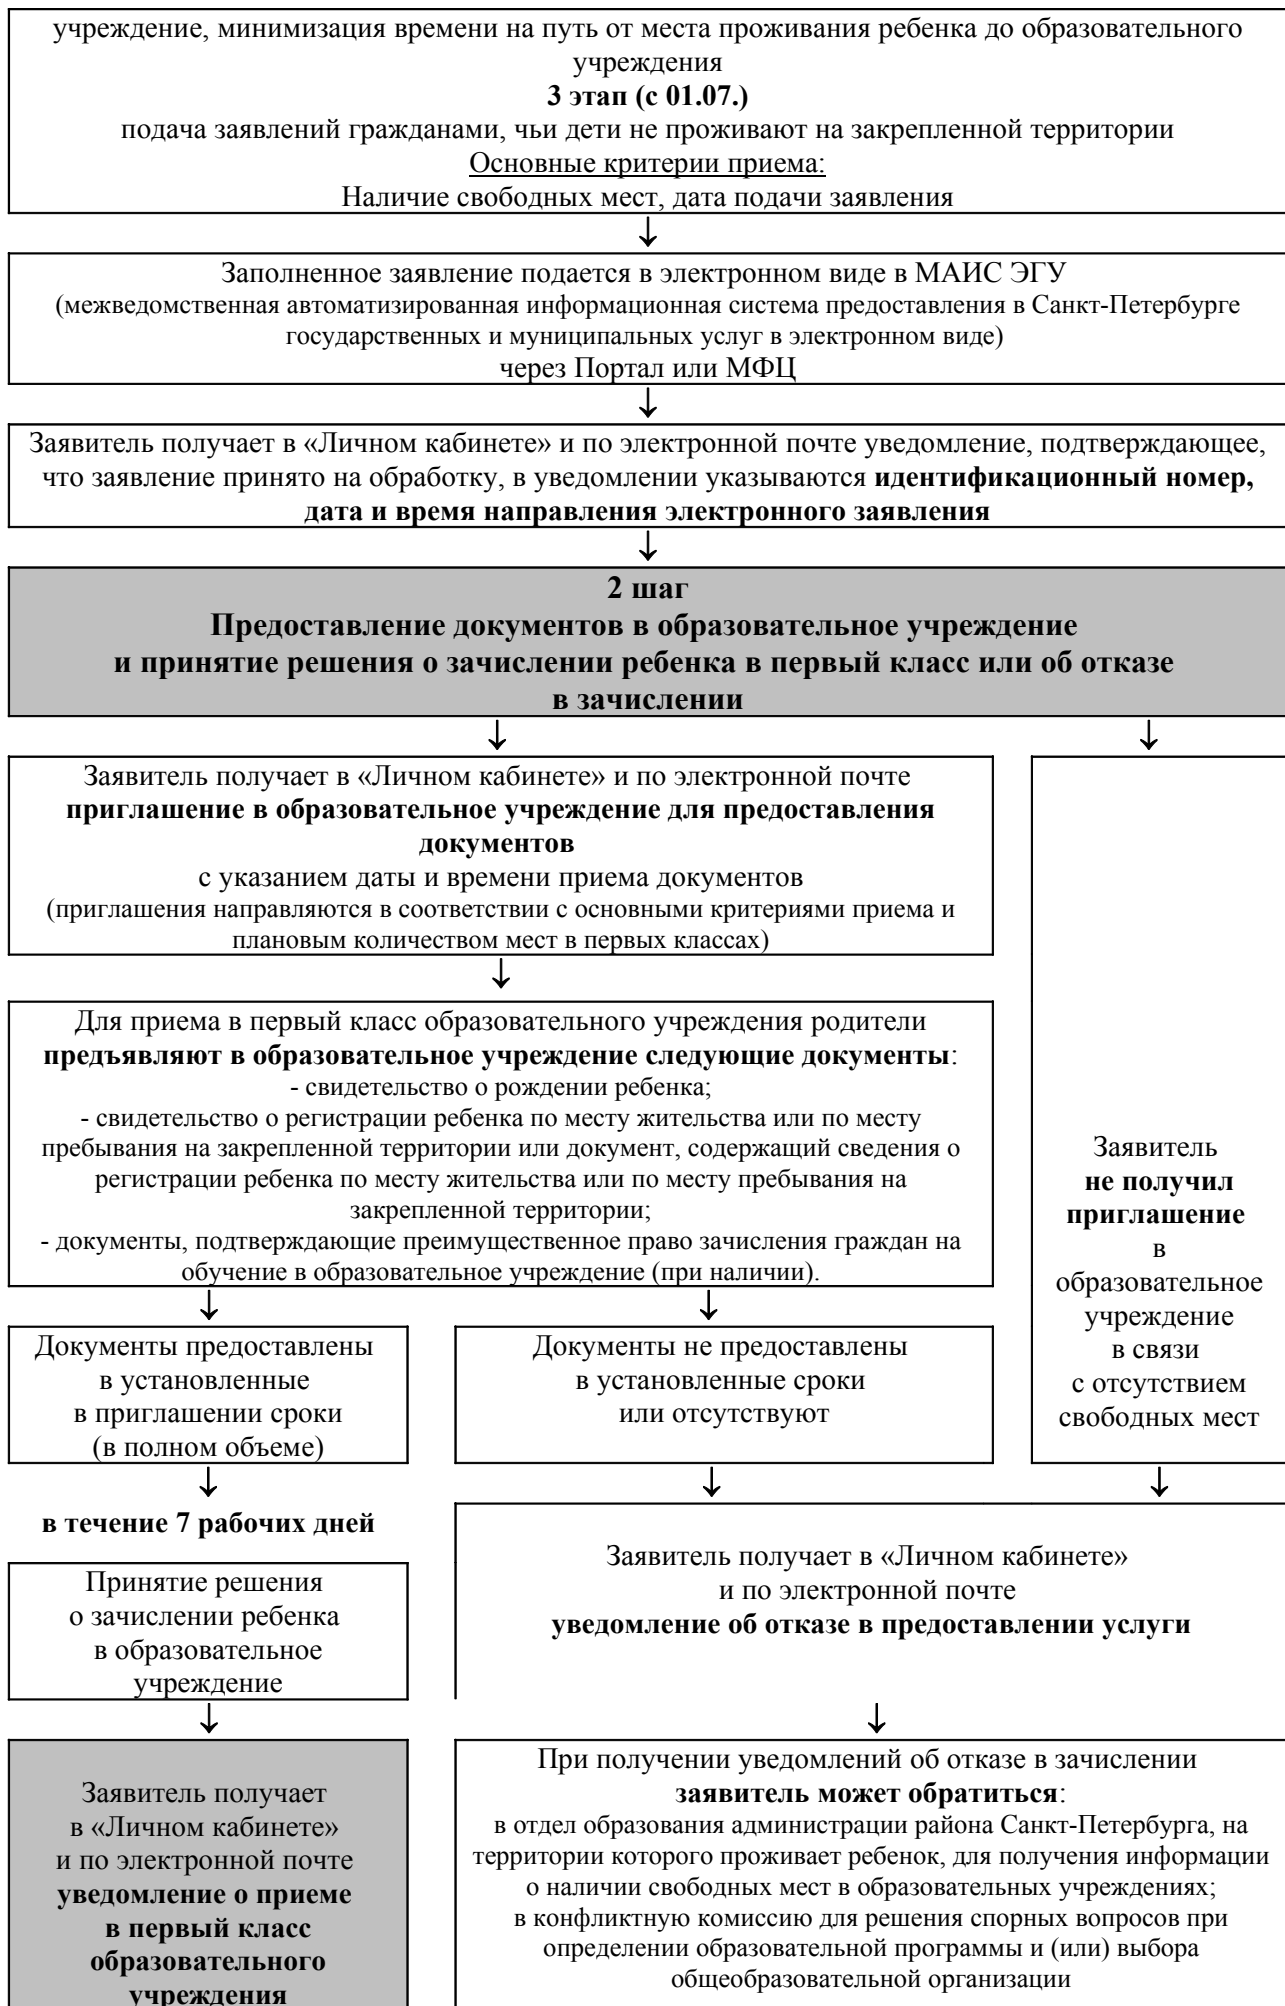 учреждение, минимизация времени на путь от места проживания ребенка до образовательного
учреждения
3 этап (с 01.07.)
подача заявлений гражданами, чьи дети не проживают на закрепленной территории
Основные критерии приема:
Наличие свободных мест, дата подачи заявления
Заполненное заявление подается в электронном виде в МАИС ЭГУ
(межведомственная автоматизированная информационная система предоставления в Санкт-Петербурге
государственных и муниципальных услуг в электронном виде)
через Портал или МФЦ
Заявитель получает в «Личном кабинете» и по электронной почте уведомление, подтверждающее,
что заявление принято на обработку, в уведомлении указываются идентификационный номер,
дата и время направления электронного заявления
2 шаг
Предоставление документов в образовательное учреждение
и принятие решения о зачислении ребенка в первый класс или об отказе
в зачислении
Заявитель получает в «Личном кабинете» и по электронной почте
приглашение в образовательное учреждение для предоставления
документов
с указанием даты и времени приема документов
(приглашения направляются в соответствии с основными критериями приема и
плановым количеством мест в первых классах)
Для приема в первый класс образовательного учреждения родители
предъявляют в образовательное учреждение следующие документы:
- свидетельство о рождении ребенка;
- свидетельство о регистрации ребенка по месту жительства или по месту
пребывания на закрепленной территории или документ, содержащий сведения о
регистрации ребенка по месту жительства или по месту пребывания на
закрепленной территории;
- документы, подтверждающие преимущественное право зачисления граждан на
обучение в образовательное учреждение (при наличии).
Заявитель
не получил
приглашение
в
образовательное
учреждение
в связи
с отсутствием
свободных мест
Документы предоставлены
в установленные
в приглашении сроки
(в полном объеме)
Документы не предоставлены
в установленные сроки
или отсутствуют
в течение 7 рабочих дней
Принятие решения
о зачислении ребенка
в образовательное
учреждение
Заявитель получает в «Личном кабинете»
и по электронной почте
уведомление об отказе в предоставлении услуги
Заявитель получает
в «Личном кабинете»
и по электронной почте
уведомление о приеме
в первый класс
образовательного
учреждения
При получении уведомлений об отказе в зачислении
заявитель может обратиться:
в отдел образования администрации района Санкт-Петербурга, на
территории которого проживает ребенок, для получения информации
о наличии свободных мест в образовательных учреждениях;
в конфликтную комиссию для решения спорных вопросов при
определении образовательной программы и (или) выбора
общеобразовательной организации